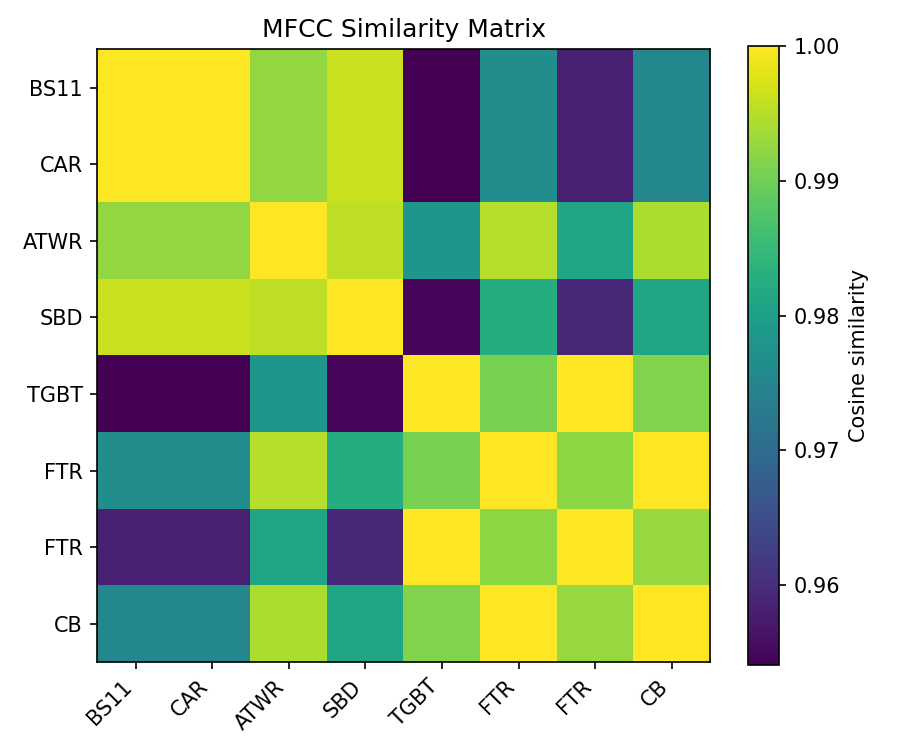 MFCC Similarity Matrix
BS11
CAR
ATWR
SBD
TGBT
FTR
FTR
CB
BS11
CAR
ATWR
SBD
TGBT
FTR
FTR
CB
1.00
0.99
0.98
0.97
0.96
Cosine similarity